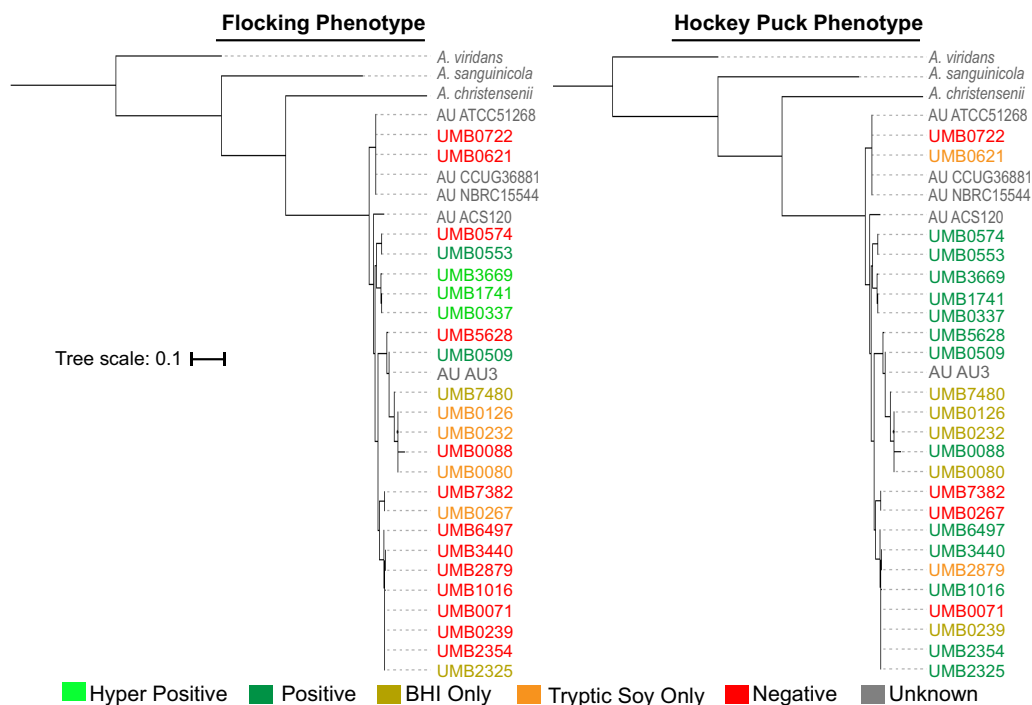 Flocking Phenotype
A. viridans
A. sanguinicola
A. christensenii
AU ATCC51268
UMB0722
UMB0621
AU CCUG36881
AU NBRC15544
AU ACS120
UMB0574
UMB0553
UMB3669
UMB1741
UMB0337
UMB5628
UMB0509
AU AU3
UMB7480
UMB0126
UMB0232
UMB0088
UMB0080
UMB7382
UMB0267
UMB6497
UMB3440
UMB2879
UMB1016
UMB0071
UMB0239
UMB2354
UMB2325
Tree scale: 0.1
Hockey Puck Phenotype
A. viridans
A. sanguinicola
A. christensenii
AU ATCC51268
UMB0722
UMB0621
AU CCUG36881
AU NBRC15544
AU ACS120
UMB0574
UMB0553
UMB3669
UMB1741
UMB0337
UMB5628
UMB0509
AU AU3
UMB7480
UMB0126
UMB0232
UMB0088
UMB0080
UMB7382
UMB0267
UMB6497
UMB3440
UMB2879
UMB1016
UMB0071
UMB0239
UMB2354
UMB2325
Hyper Positive Positive BHI Only Tryptic Soy Only Negative Unknown